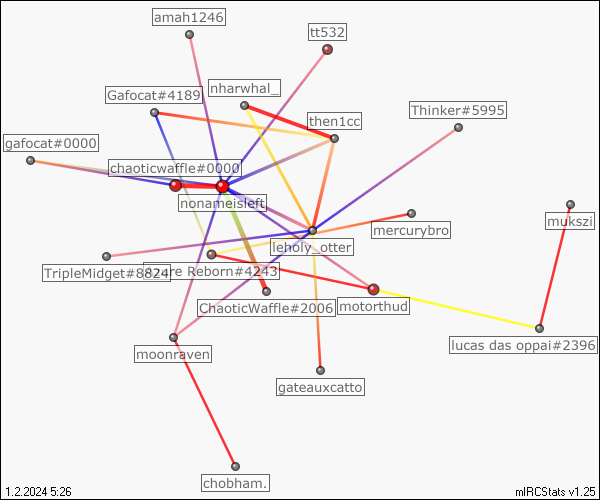 amah1246
tt532
nharwhal_
Gafocat#4189
Thinker#5995
then1cc
gafocat#0000
chaoticwaffle#0000
nonameisleft
mukszi
mercurybro
leholy_otter
TripleMidget#8824
Reborn#4243
ChaoticWaffle#2006
motorthud
lucas das oppai#2396
moonraven
gateauxcatto
chobham.
1.2.2024 5:26
mIRCStats v1.25